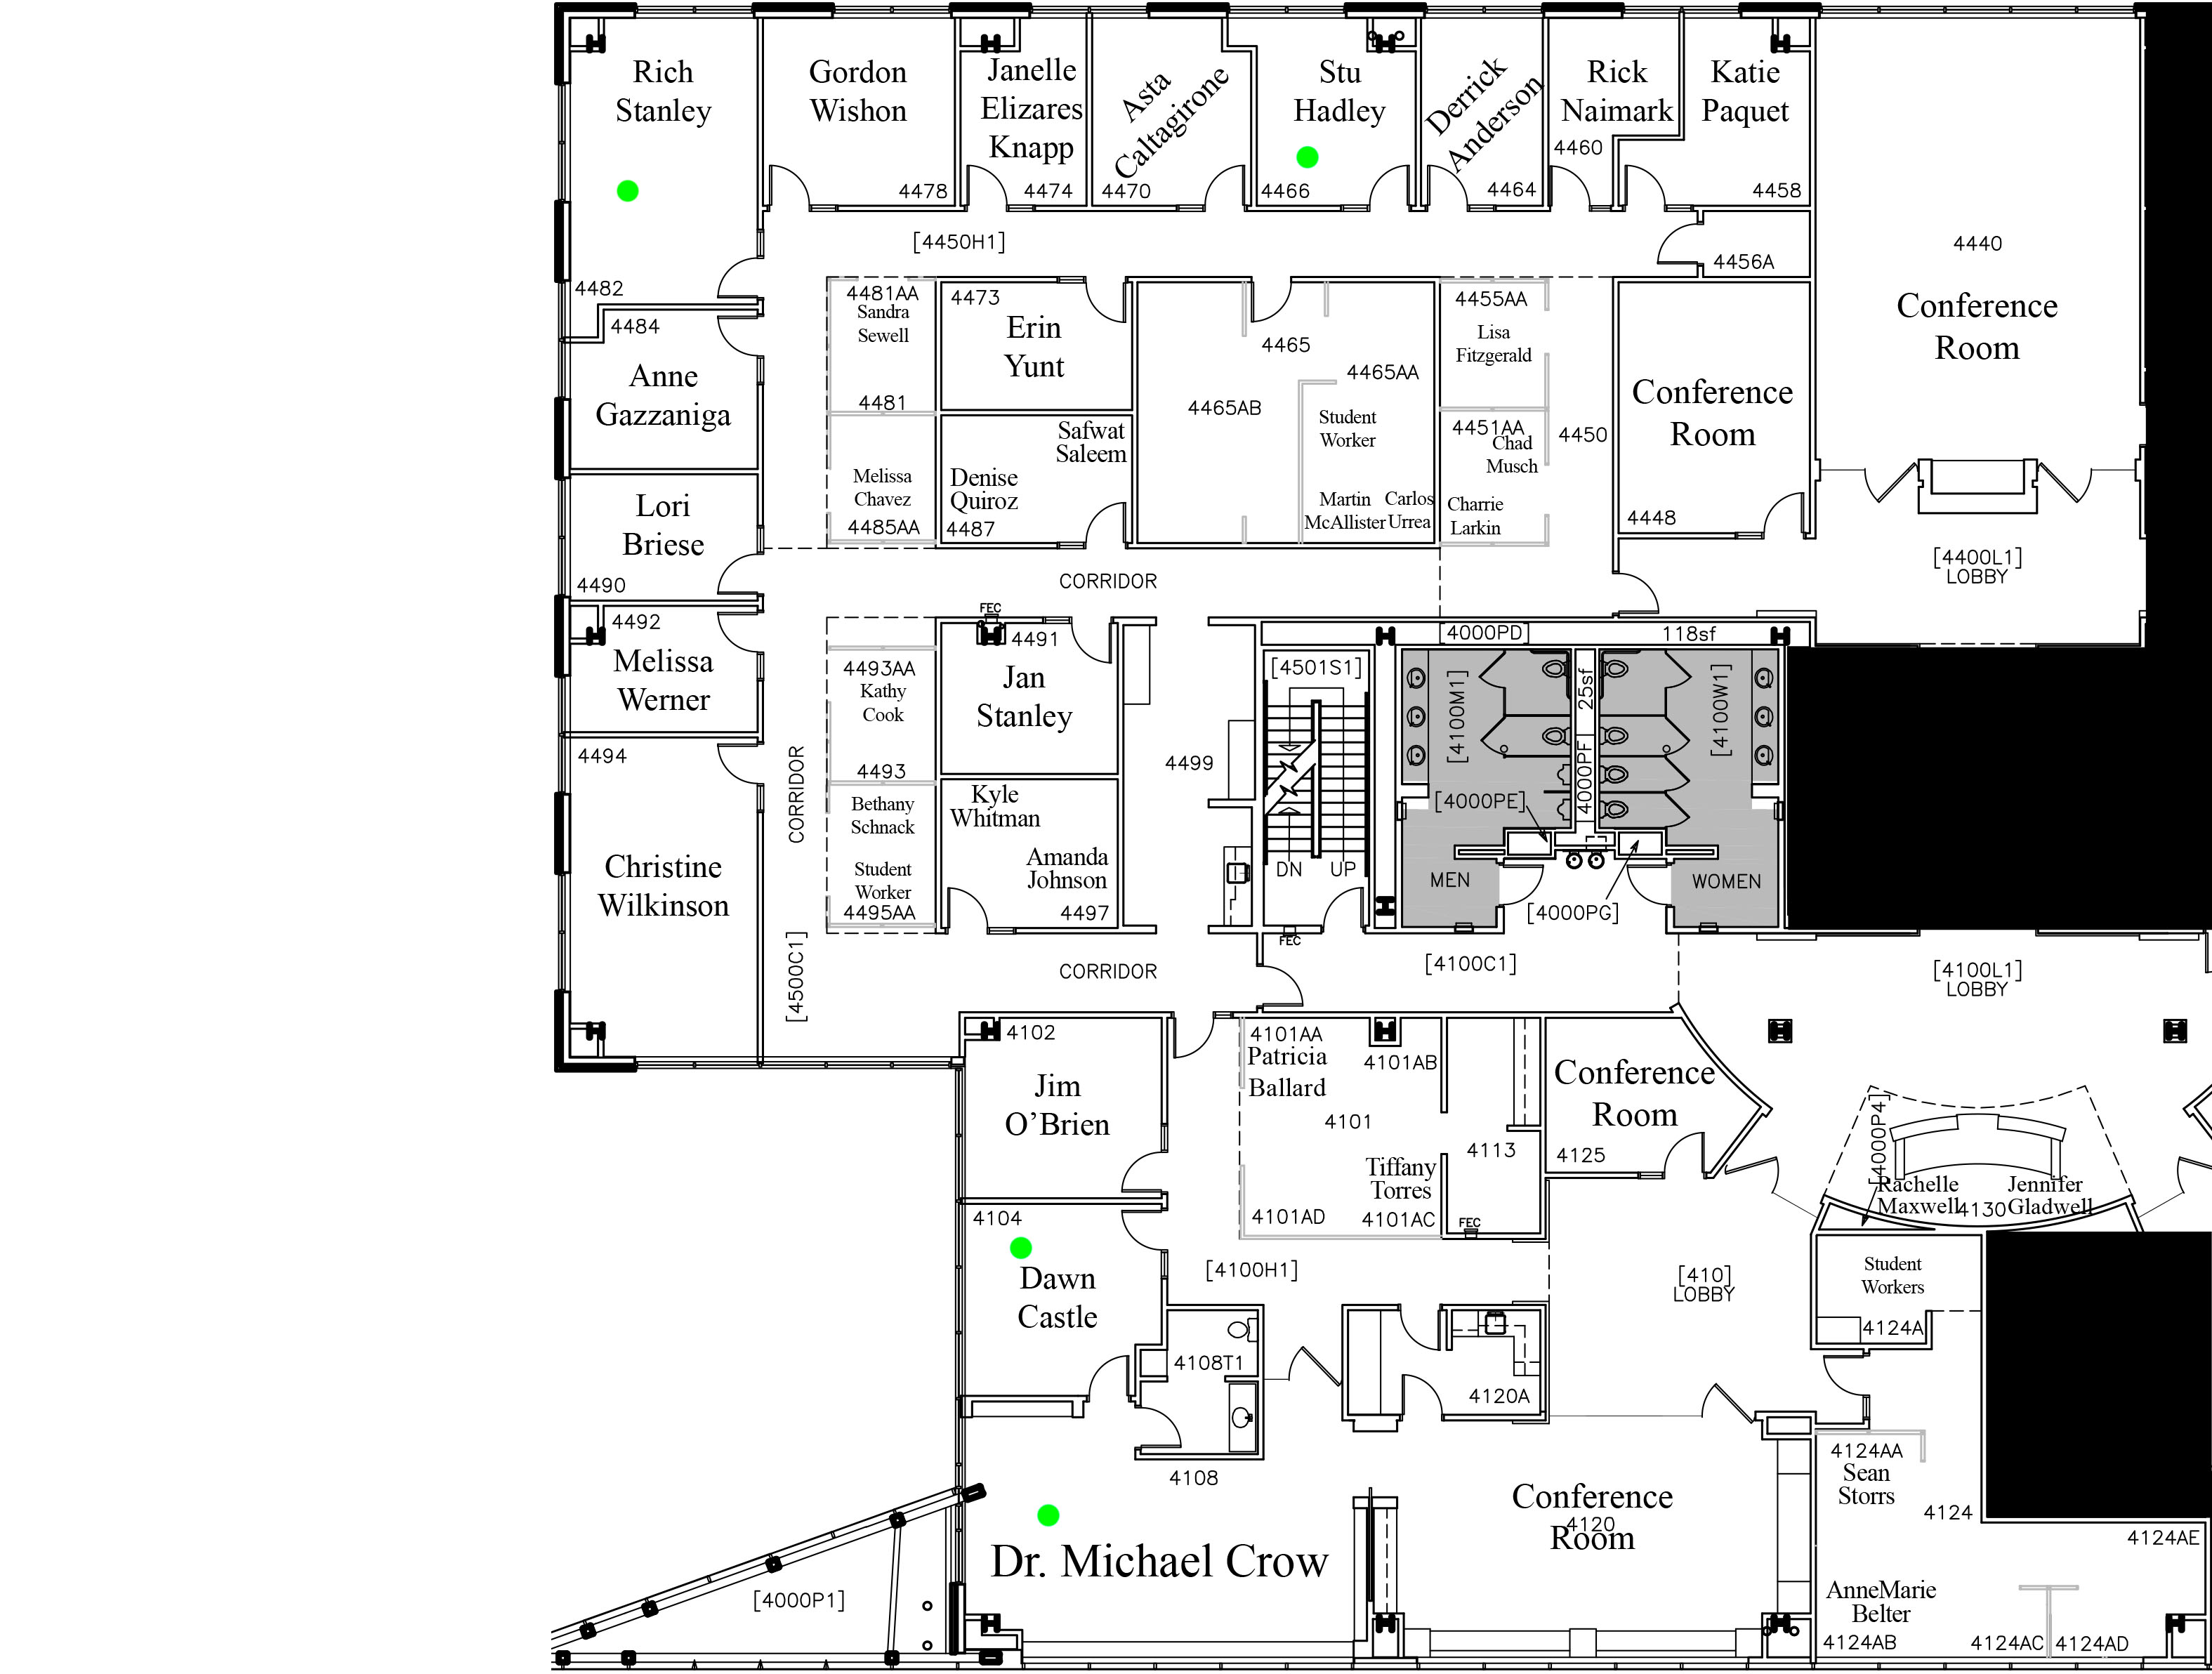 Rich
Stanley
4482
Gordon
Wishon
4478
Janelle
Elizares
Knapp
4474
Asta
Caltagirone
4470
Stu
Hadley
4466
Derrick
Anderson
4464
Rick
Naimark
4460
Katie
Paquet
4458
[4450H1]
4456A
4440
Conference
Room
4484
Anne
Gazzaniga
4481AA
Sandra
Sewell
4481
4473
Erin
Yunt
4465
4465AA
4465AB
Student
Worker
Martin
McAllister
Carlos
Urrea
4455AA
Lisa
Fitzgerald
4451AA
Chad
Musch
Charrie
Larkin
4450
Conference
Room
4448
Melissa
Chavez
4485AA
Safwat
Saleem
Denise
Quiroz
4487
Lori
Briese
4490
CORRIDOR
[4400L1]
LOBBY
4492
Melissa
Werner
FEC
4491
Jan
Stanley
4493AA
Kathy
Cook
4493
[4000PD]
118sf
[4501S1]
[4100M1]
25sf
4000PF
[4100W1]
4499
DN
UP
[4000PE]
MEN
WOMEN
[4000PG]
4494
Christine
Wilkinson
CORRIDOR
[4500C1]
Bethany
Schnack
Student
Worker
4495AA
Kyle
Whitman
Amanda
Johnson
4497
FEC
CORRIDOR
[4100C1]
[4100L1]
LOBBY
4102
Jim
O’Brien
4101AA
Patricia
Ballard
4101AB
4101
Tiffany
Torres
4101AD
4101AC
4113
FEC
Conference
Room
4125
[4000P4]
Rachelle
Maxwell
4130
Jennifer
Gladwell
4104
Dawn
Castle
[4100H1]
[410]
LOBBY
Student
Workers
4124A
4108T1
4120A
4108
Dr. Michael Crow
Conference
Room
4120
4124AA
Sean
Storrs
4124
4124AE
AnneMarie
Belter
4124AB
4124AC
4124AD
[4000P1]